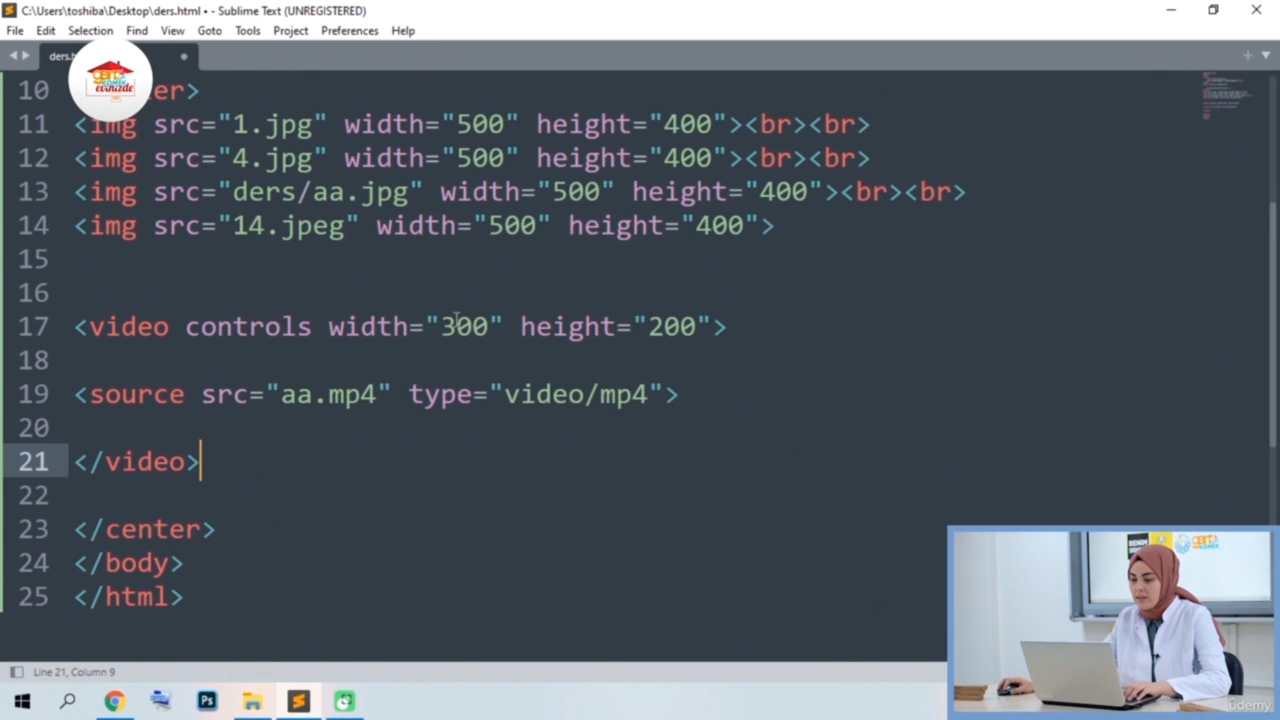 C:\Users\toshiba\Desktop\ders.html • - Sublime Text (UNREGISTERED)
File Edit Selection Find View Goto Tools Project Preferences Help
10 er>
11 <img src="1.jpg" width="500" height="400"><br><br>
12 <img src="4.jpg" width="500" height="400"><br><br>
13 <img src="ders/aa.jpg" width="500" height="400"><br><br>
14 <img src="14.jpeg" width="500" height="400">
15
16
17 <video controls width="300" height="200">
18
19 <source src="aa.mp4" type="video/mp4">
20
21 </video>
22
23 </center>
24 </body>
25 </html>
evinizde
Line 21, Column 9
Ps
udemy